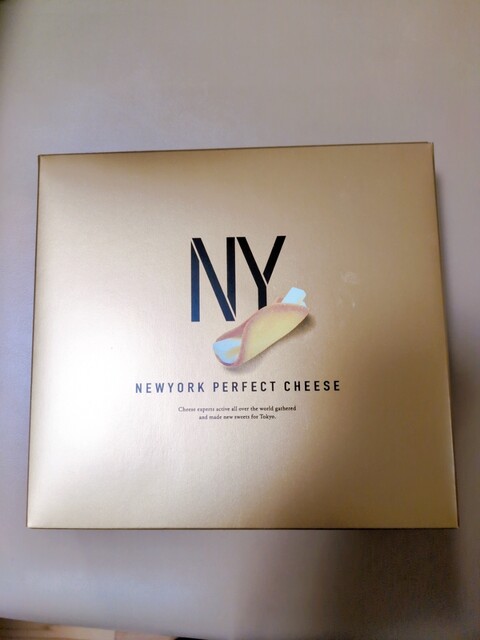 NY
NEWYORK PERFECT CHEESE
Cheese experts active all over the world gathered
and made new sweets for Tokyo.